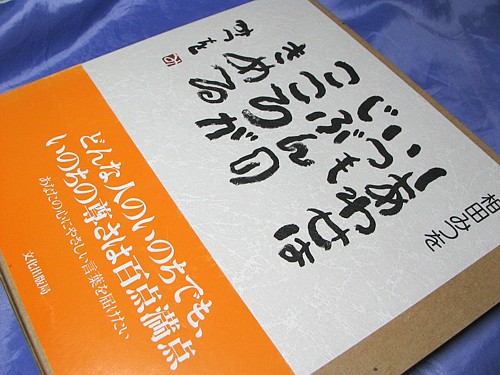 相田みつを
しあわせは
いつも
じぶんの
こころが
きめる
みつを
どんな人のいのちでも、
いのちの尊さは百点満点
あなたの心にやさしい言葉を届けたい
文化出版局